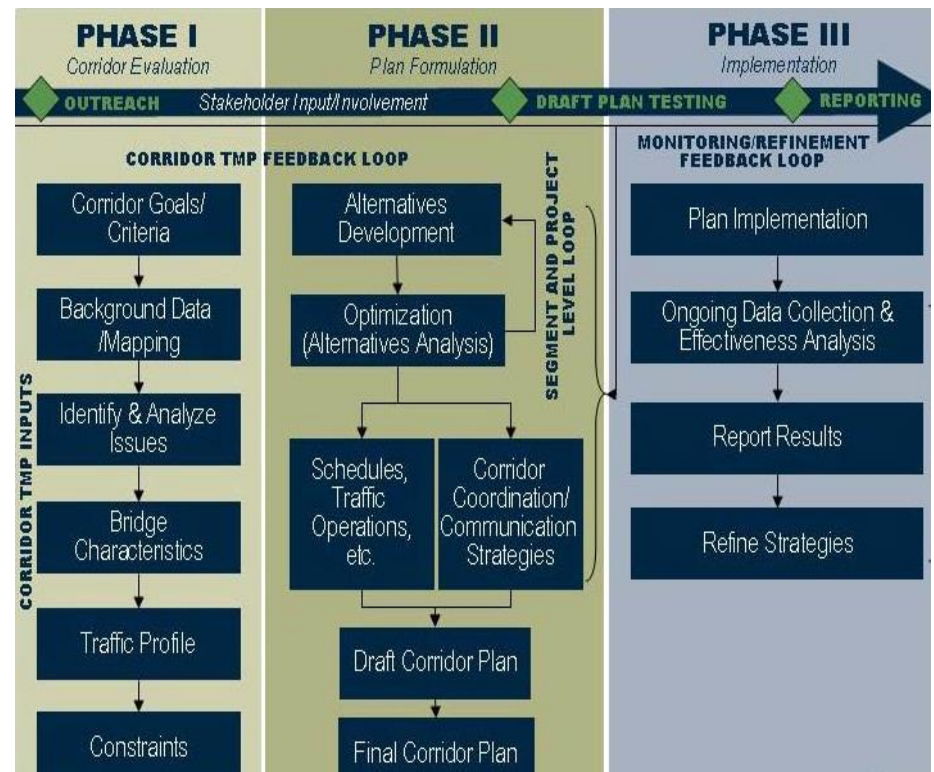 PHASE I
Corridor Evaluation
PHASE II
Plan Formulation
PHASE III
Implementation
OUTREACH
Stakeholder Input/Involvement
DRAFT PLAN TESTING
REPORTING
CORRIDOR TMP FEEDBACK LOOP
MONITORING/REFINEMENT
FEEDBACK LOOP
CORRIDOR TMP INPUTS
Corridor Goals/
Criteria
Background Data
/Mapping
Identify & Analyze
Issues
Bridge
Characteristics
Traffic Profile
Constraints
Alternatives
Development
Optimization
(Alternatives Analysis)
SEGMENT AND PROJECT
LEVEL LOOP
Schedules,
Traffic
Operations,
etc.
Corridor
Coordination/
Communication
Strategies
Draft Corridor Plan
Final Corridor Plan
Plan Implementation
Ongoing Data Collection &
Effectiveness Analysis
Report Results
Refine Strategies